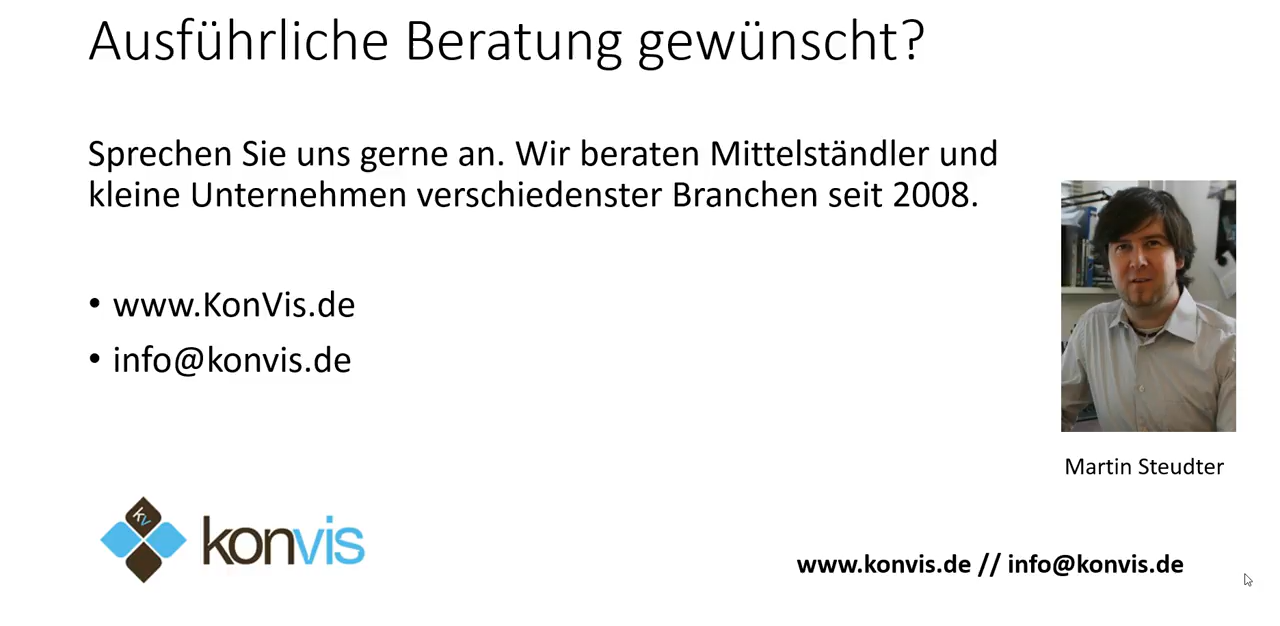 Ausführliche Beratung gewünscht?
Sprechen Sie uns gerne an. Wir beraten Mittelständler und
kleine Unternehmen verschiedenster Branchen seit 2008.
• www.KonVis.de
• info@konvis.de
Martin Steudter
kv
konvis
www.konvis.de // info@konvis.de